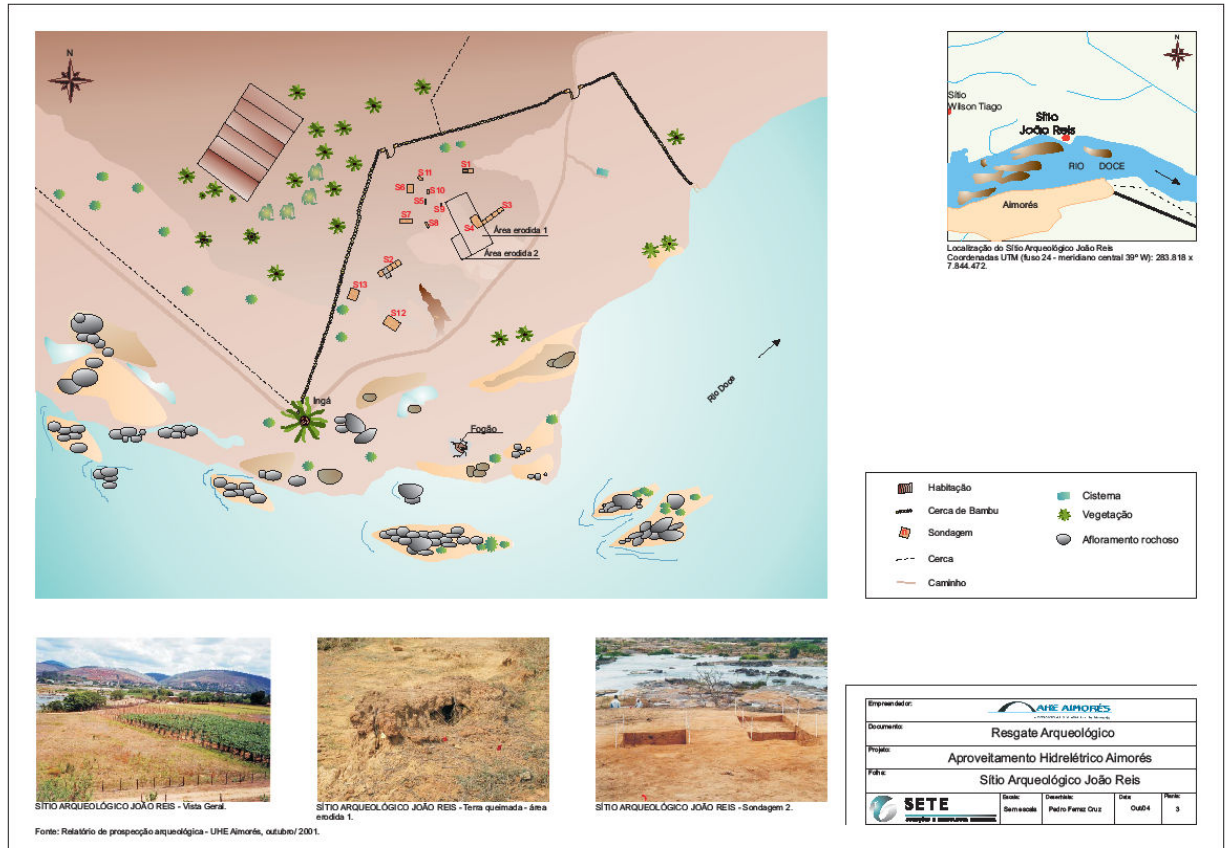 N
S1
S11
S6
S10
S5
S9
S3
S7
S8
S4
Área erodida 1
Área erodida 2
S2
S13
S12
Ingá
Fogão
Rio Doce
N
Sítio
Wilson Tiago
Sítio
João Reis
RIO DOCE
Aimorés
Localização do Sítio Arqueológico João Reis
Coordenadas UTM (fuso 24 - meridiano central 39º W): 283.818 x
7.844.472.
Habitação
Cerca de Bambu
Sondagem
Cerca
Caminho
Cisterna
Vegetação
Afloramento rochoso
SÍTIO ARQUEOLÓGICO JOÃO REIS - Vista Geral.
SÍTIO ARQUEOLÓGICO JOÃO REIS - Terra queimada - área
erodida 1.
SÍTIO ARQUEOLÓGICO JOÃO REIS - Sondagem 2.
Fonte: Relatório de prospecção arqueológica - UHE Aimorés, outubro/ 2001.
Empreendedor:
AHE AIMORÉS
Documento:
Resgate Arqueológico
Projeto:
Aproveitamento Hidrelétrico Aimorés
Folha:
Sítio Arqueológico João Reis
SETE
Escala:
Sem escala
Desenhista:
Pedro Ferraz Cruz
Data:
Out/04
Planta:
3